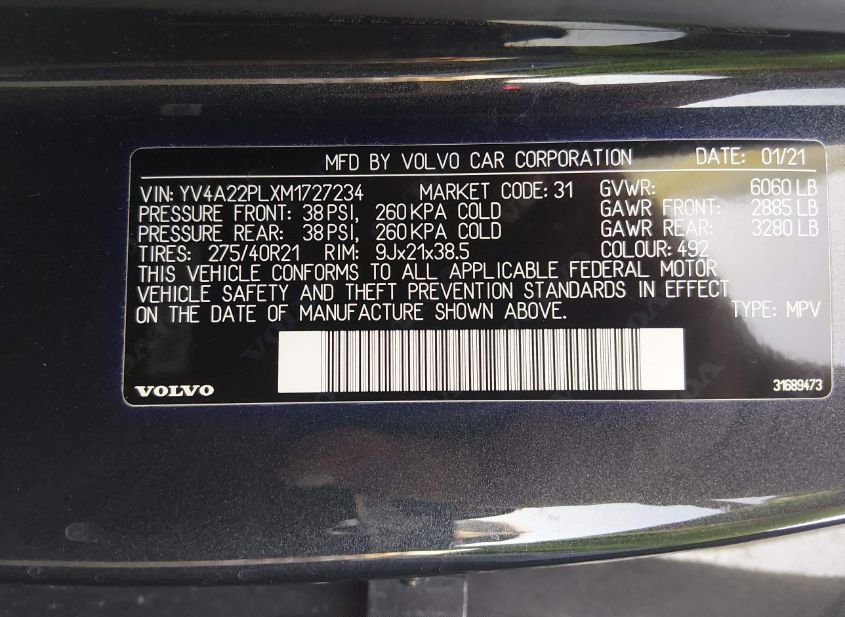 MFD BY VOLVO CAR CORPORATION DATE: 01/21
VIN: YV4A22PLXM1727234 MARKET CODE: 31 GVWR: 6060 LB
PRESSURE FRONT: 38 PSI, 260 KPA COLD GAWR FRONT: 2885 LB
PRESSURE REAR: 38 PSI, 260 KPA COLD GAWR REAR: 3280 LB
TIRES: 275/40R21 RIM: 9Jx21x38.5 COLOUR: 492
THIS VEHICLE CONFORMS TO ALL APPLICABLE FEDERAL MOTOR
VEHICLE SAFETY AND THEFT PREVENTION STANDARDS IN EFFECT
ON THE DATE OF MANUFACTURE SHOWN ABOVE. TYPE: MPV
VOLVO 31689473